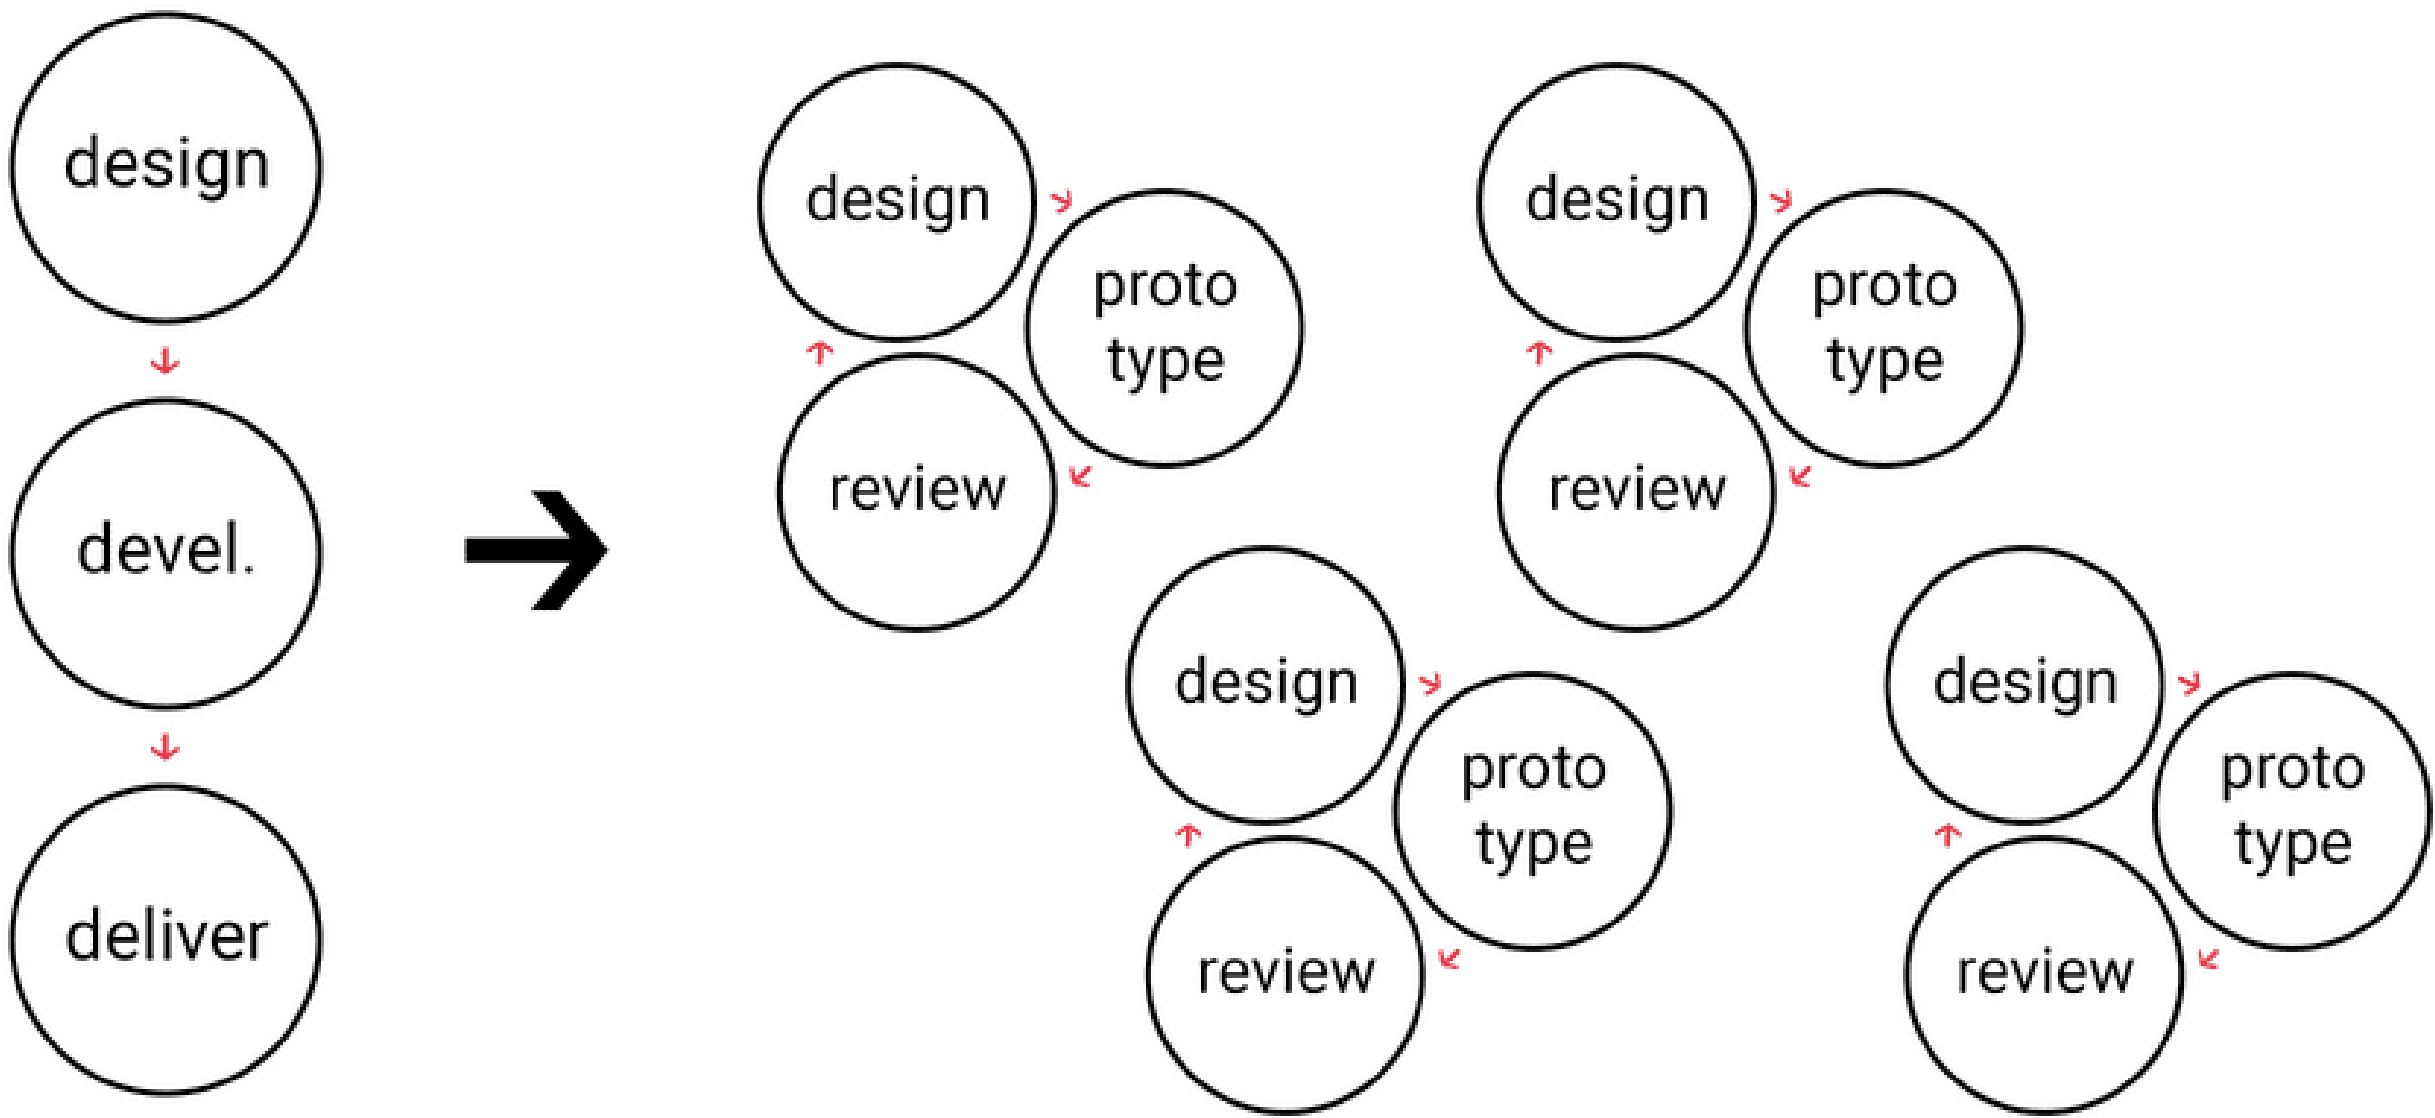 design
devel.
deliver
design
proto
type
review
design
proto
type
review
design
proto
type
review
design
proto
type
review